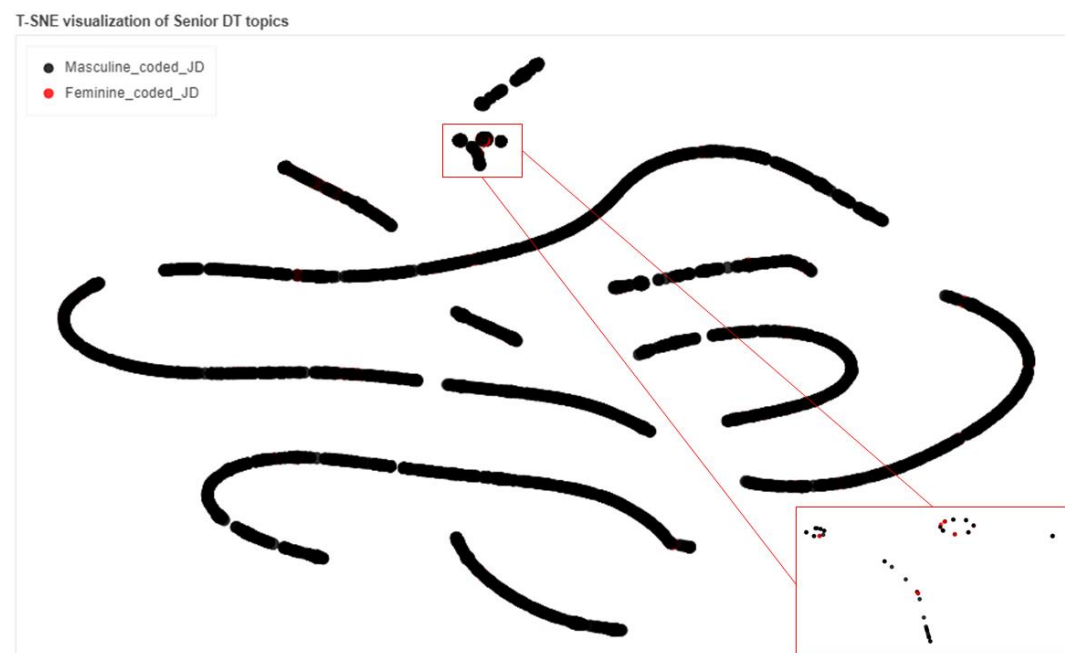 T-SNE visualization of Senior DT topics
Masculine_coded_JD
Feminine_coded_JD